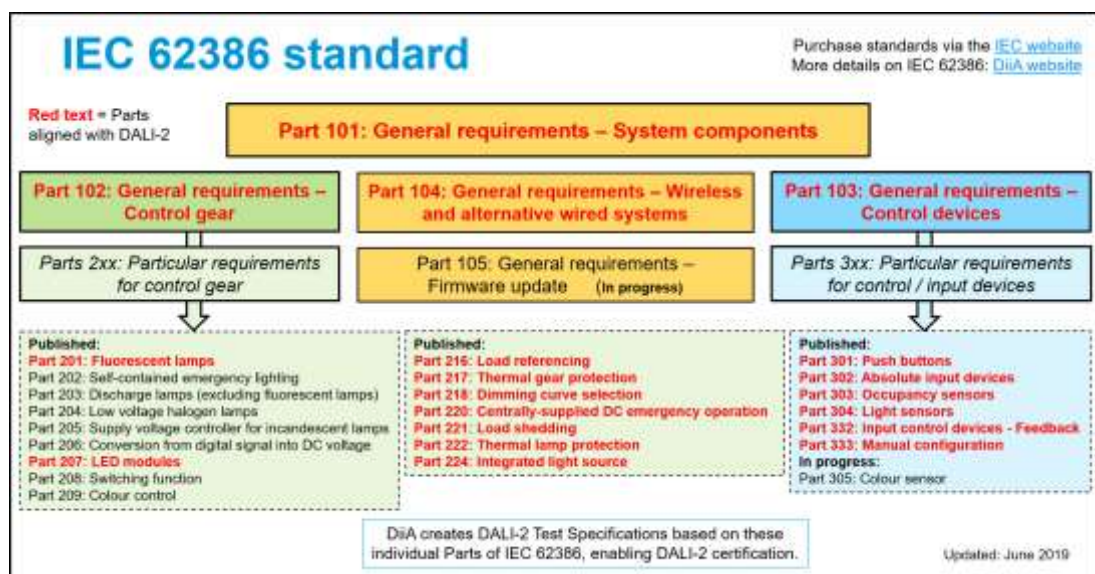 IEC 62386 standard
Purchase standards via the IEC website
More details on IEC 62386: DiiA website
Red text = Parts
aligned with DALI-2
Part 101: General requirements – System components
Part 102: General requirements –
Control gear
Part 104: General requirements – Wireless
and alternative wired systems
Part 103: General requirements –
Control devices
Parts 2xx: Particular requirements
for control gear
Part 105: General requirements –
Firmware update (In progress)
Parts 3xx: Particular requirements
for control / input devices
Published:
Part 201: Fluorescent lamps
Part 202: Self-contained emergency lighting
Part 203: Discharge lamps (excluding fluorescent lamps)
Part 204: Low voltage halogen lamps
Part 205: Supply voltage controller for incandescent lamps
Part 206: Conversion from digital signal into DC voltage
Part 207: LED modules
Part 208: Switching function
Part 209: Colour control
Published:
Part 216: Load referencing
Part 217: Thermal gear protection
Part 218: Dimming curve selection
Part 220: Centrally-supplied DC emergency operation
Part 221: Load shedding
Part 222: Thermal lamp protection
Part 224: Integrated light source
Published:
Part 301: Push buttons
Part 302: Absolute input devices
Part 303: Occupancy sensors
Part 304: Light sensors
Part 332: Input control devices - Feedback
Part 333: Manual configuration
In progress:
Part 305: Colour sensor
DiiA creates DALI-2 Test Specifications based on these
individual Parts of IEC 62386, enabling DALI-2 certification.
Updated: June 2019